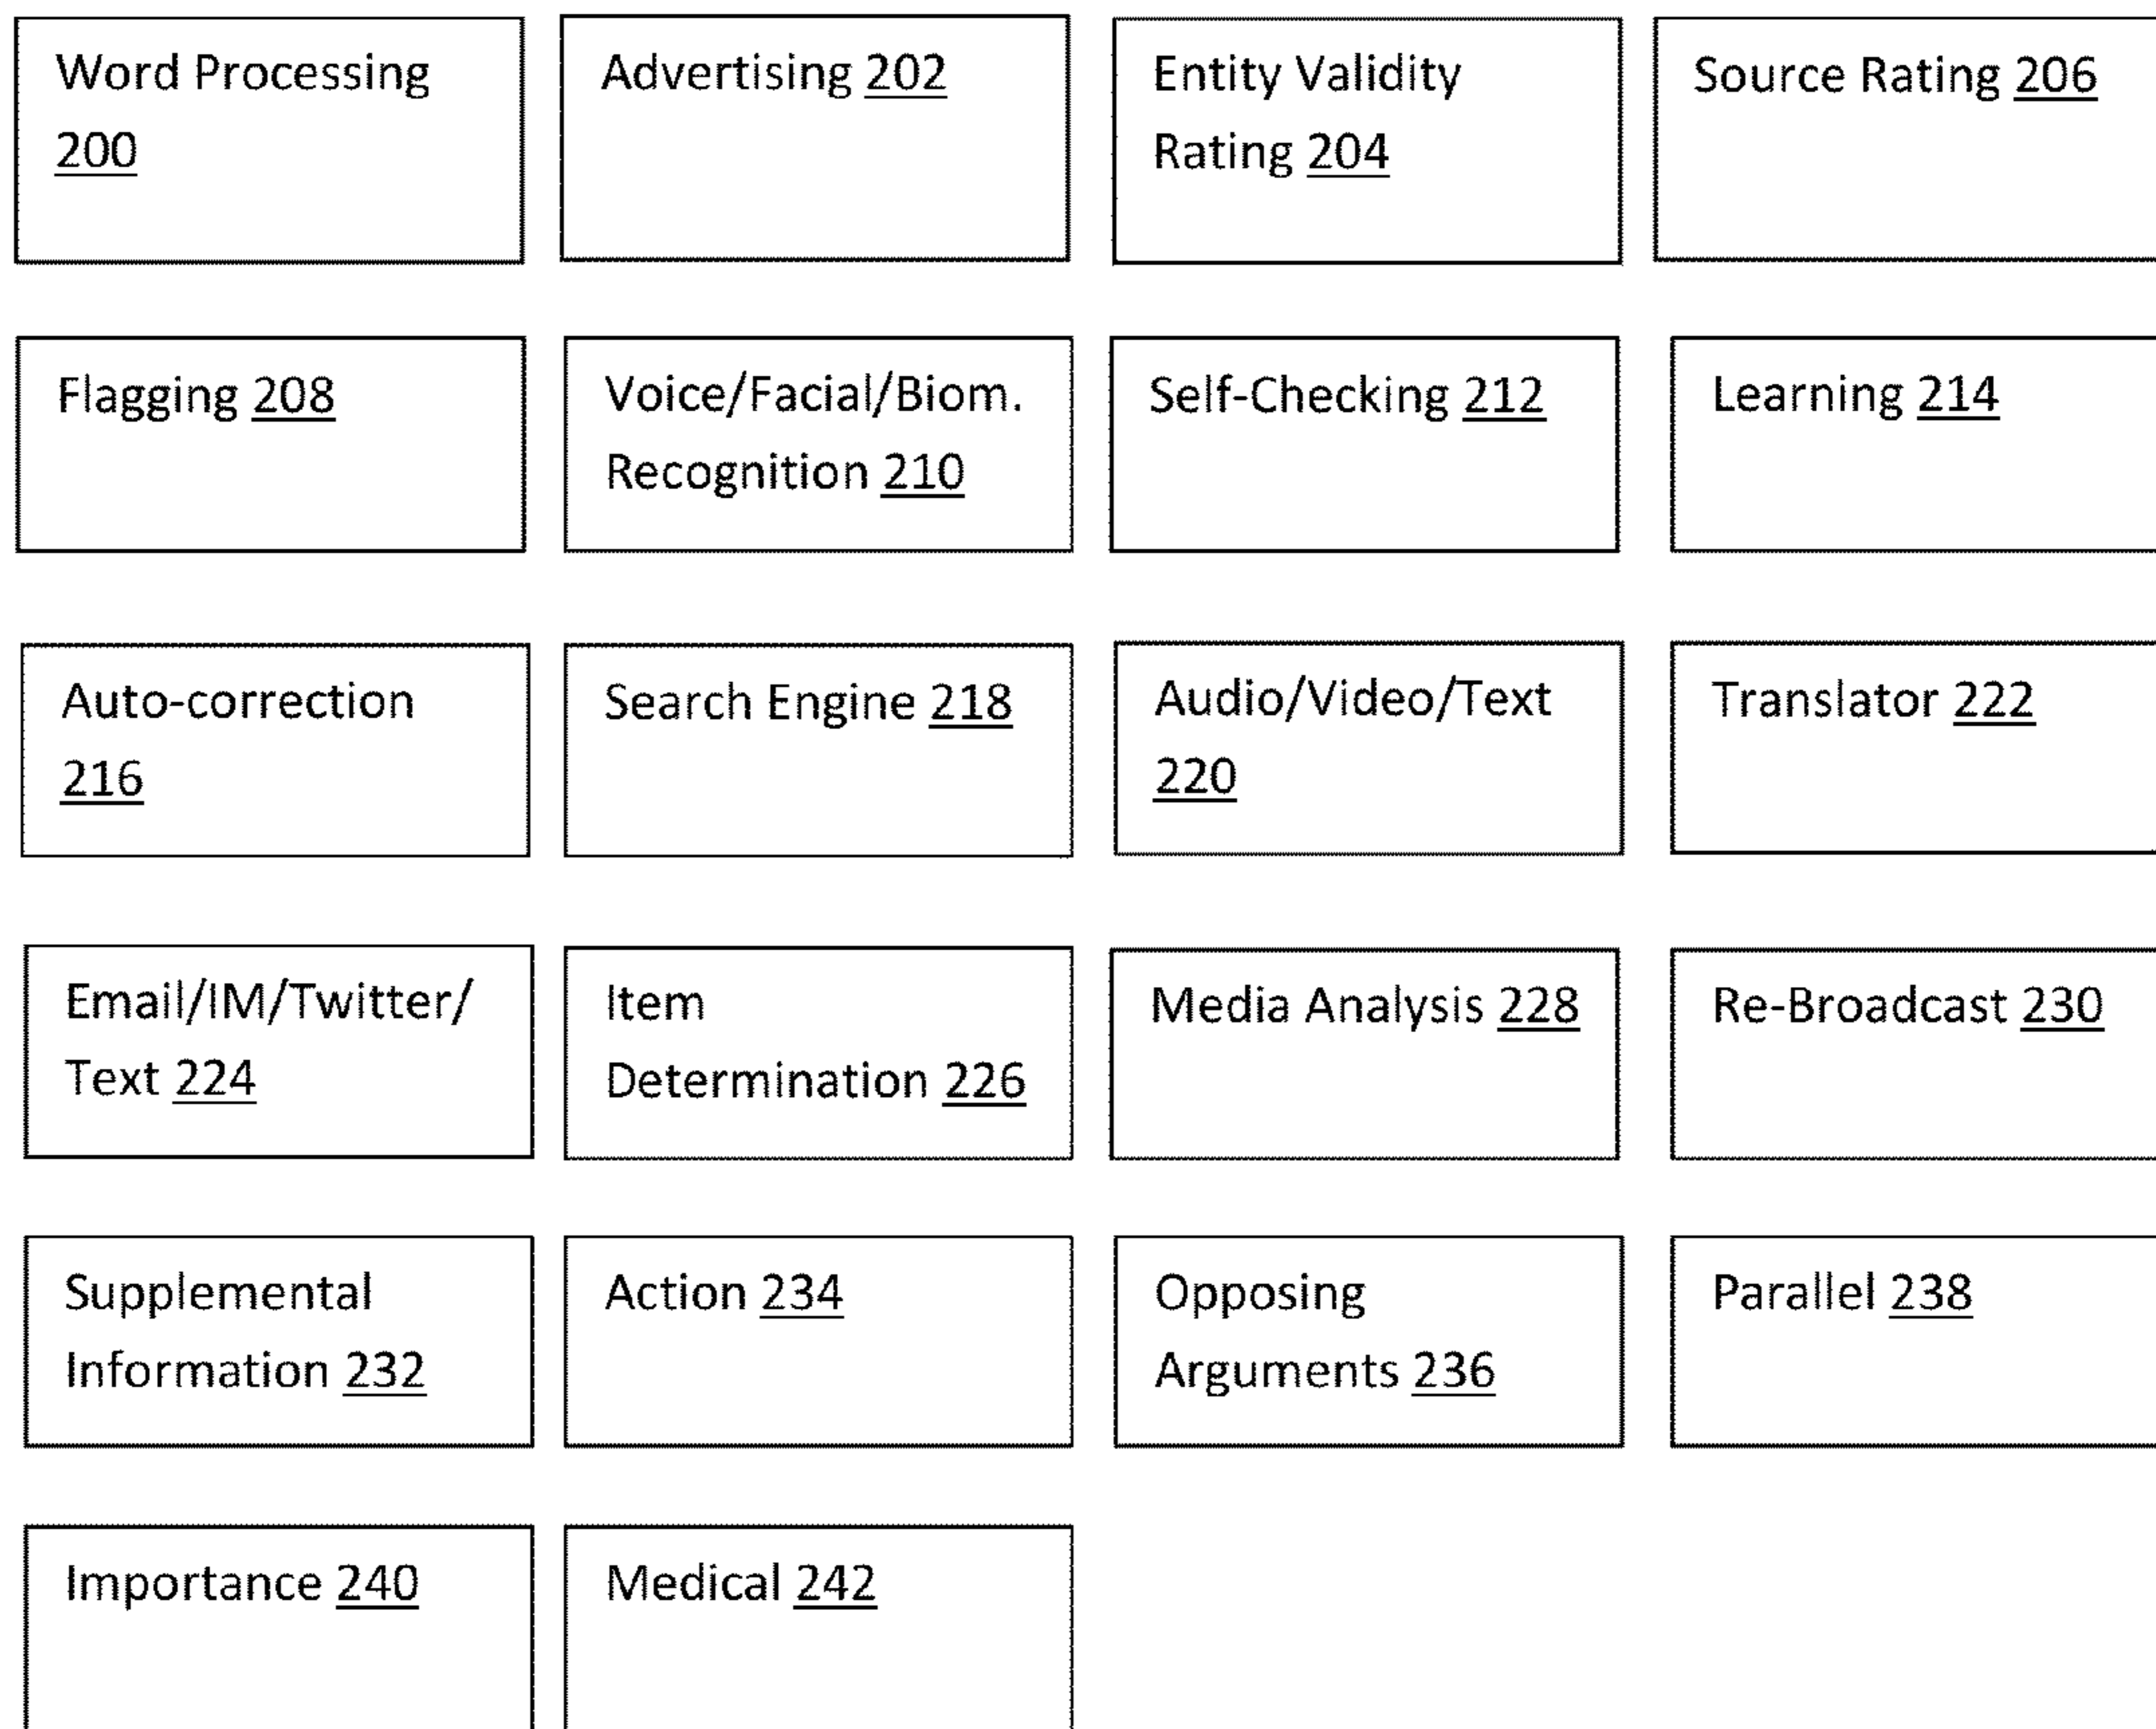 Word Processing
200
Advertising 202
Entity Validity
Rating 204
Source Rating 206
Flagging 208
Voice/Facial/Biom.
Recognition 210
Self-Checking 212
Learning 214
Auto-correction
216
Search Engine 218
Audio/Video/Text
220
Translator 222
Email/IM/Twitter/
Text 224
Item
Determination 226
Media Analysis 228
Re-Broadcast 230
Supplemental
Information 232
Action 234
Opposing
Arguments 236
Parallel 238
Importance 240
Medical 242